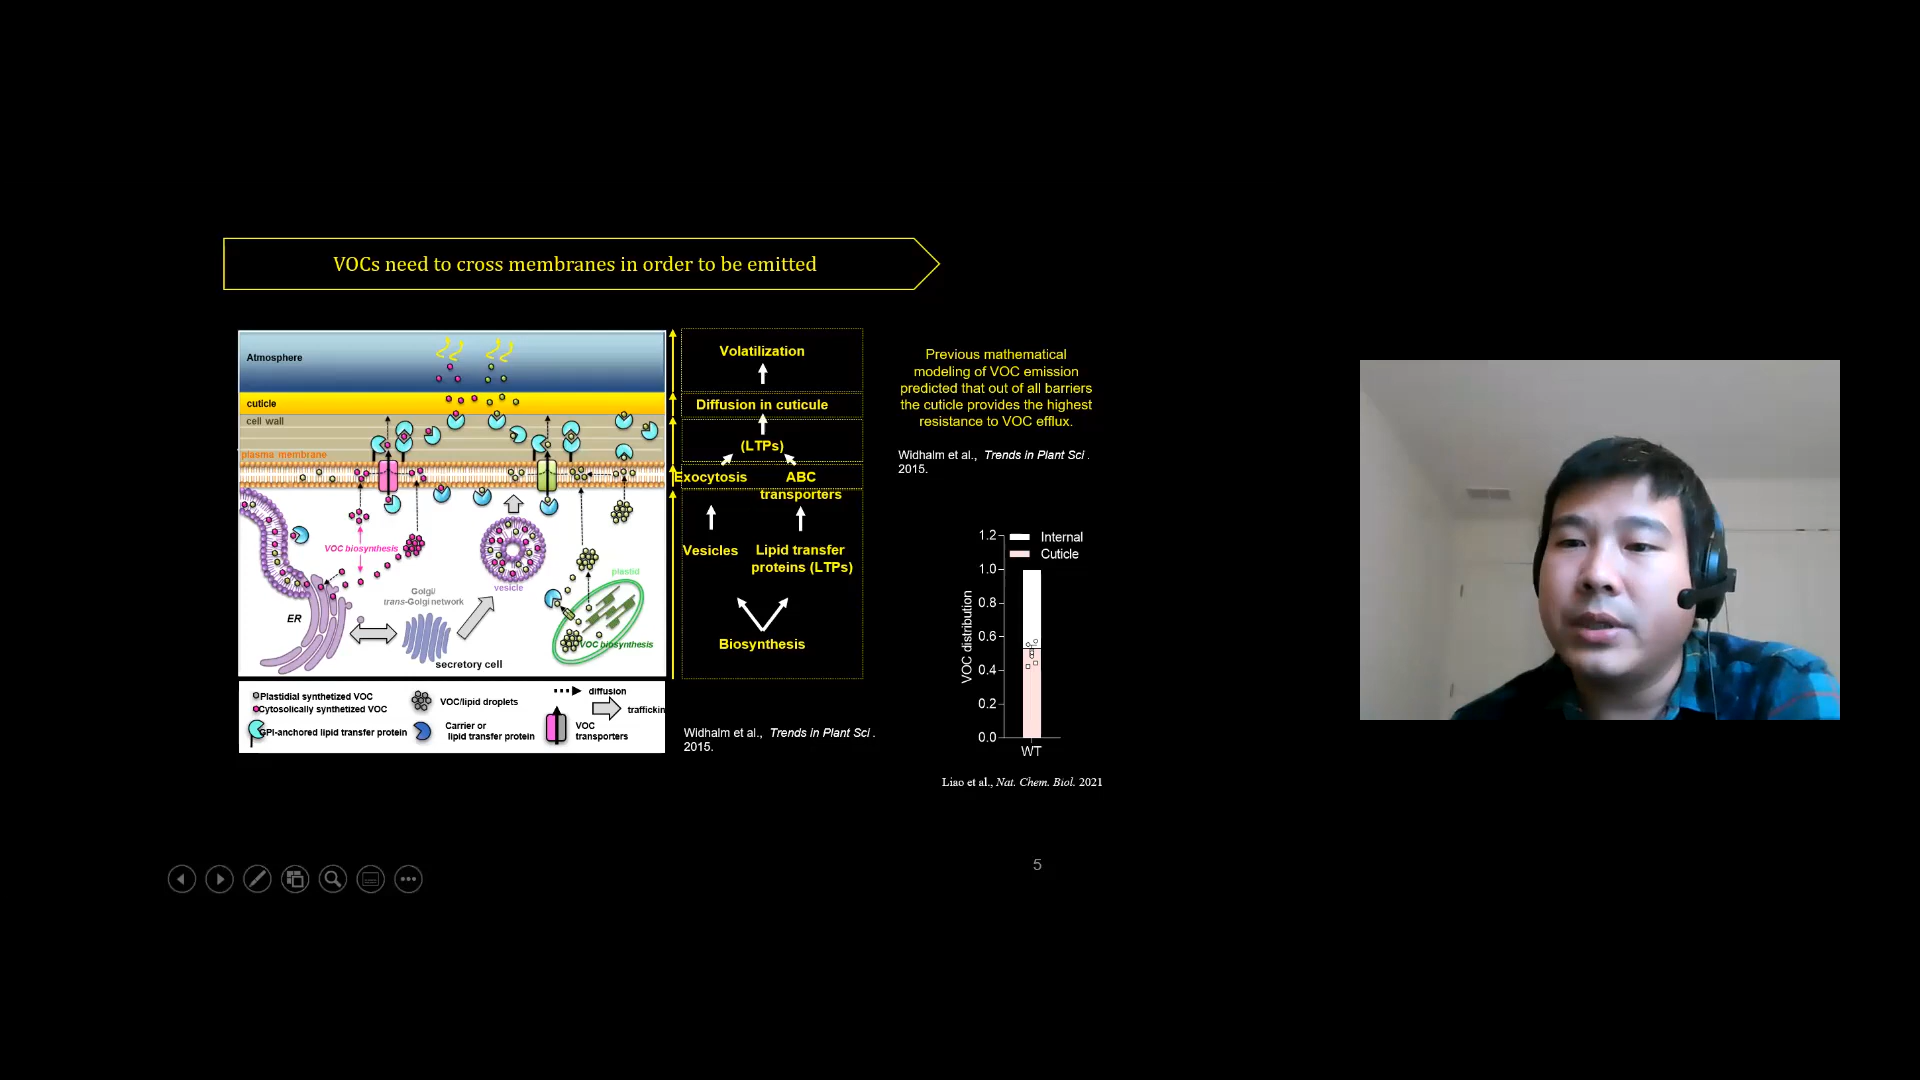 VOCs need to cross membranes in order to be emitted
Atmosphere
cuticle
cell wall
plasma membrane
VOC biosynthesis
ER
Golgi/
trans-Golgi network
vesicle
plastid
VOC biosynthesis
secretory cell
Plastidial synthetized VOC
Cytosolically synthetized VOC
GPI-anchored lipid transfer protein
VOC/lipid droplets
Carrier or
lipid transfer protein
diffusion
traffickin
VOC
transporters
Volatilization
Diffusion in cuticule
(LTPs)
Exocytosis
ABC
transporters
Vesicles
Lipid transfer
proteins (LTPs)
Biosynthesis
Widhalm et al., Trends in Plant Sci .
2015.
Previous mathematical
modeling of VOC emission
predicted that out of all barriers
the cuticle provides the highest
resistance to VOC efflux.
Widhalm et al., Trends in Plant Sci .
2015.
Internal
Cuticle
VOC distribution
1.2
1.0
0.8
0.6
0.4
0.2
0.0
WT
Liao et al., Nat. Chem. Biol. 2021
5